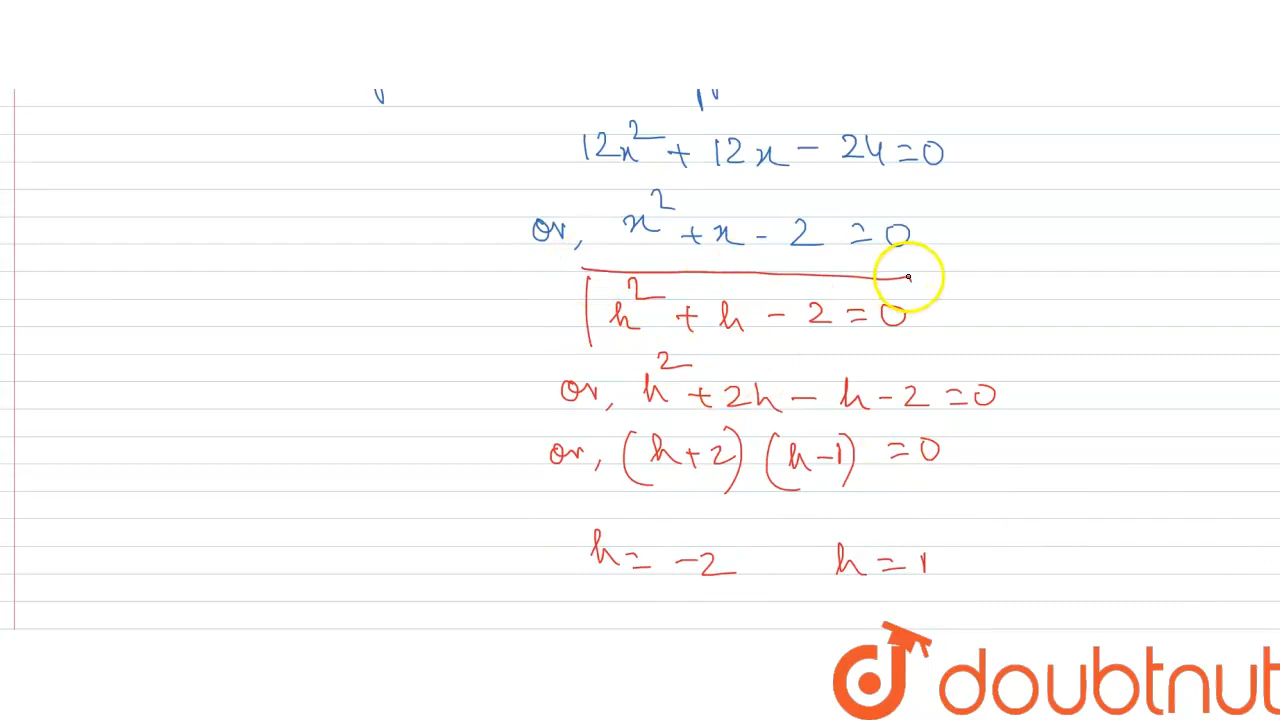 12x² + 12x - 24 = 0
or, x² + x - 2 = 0
h² + h - 2 = 0
or, h² + 2h - h - 2 = 0
or, (h+2) (h-1) = 0
h = -2 h = 1
doubtnut